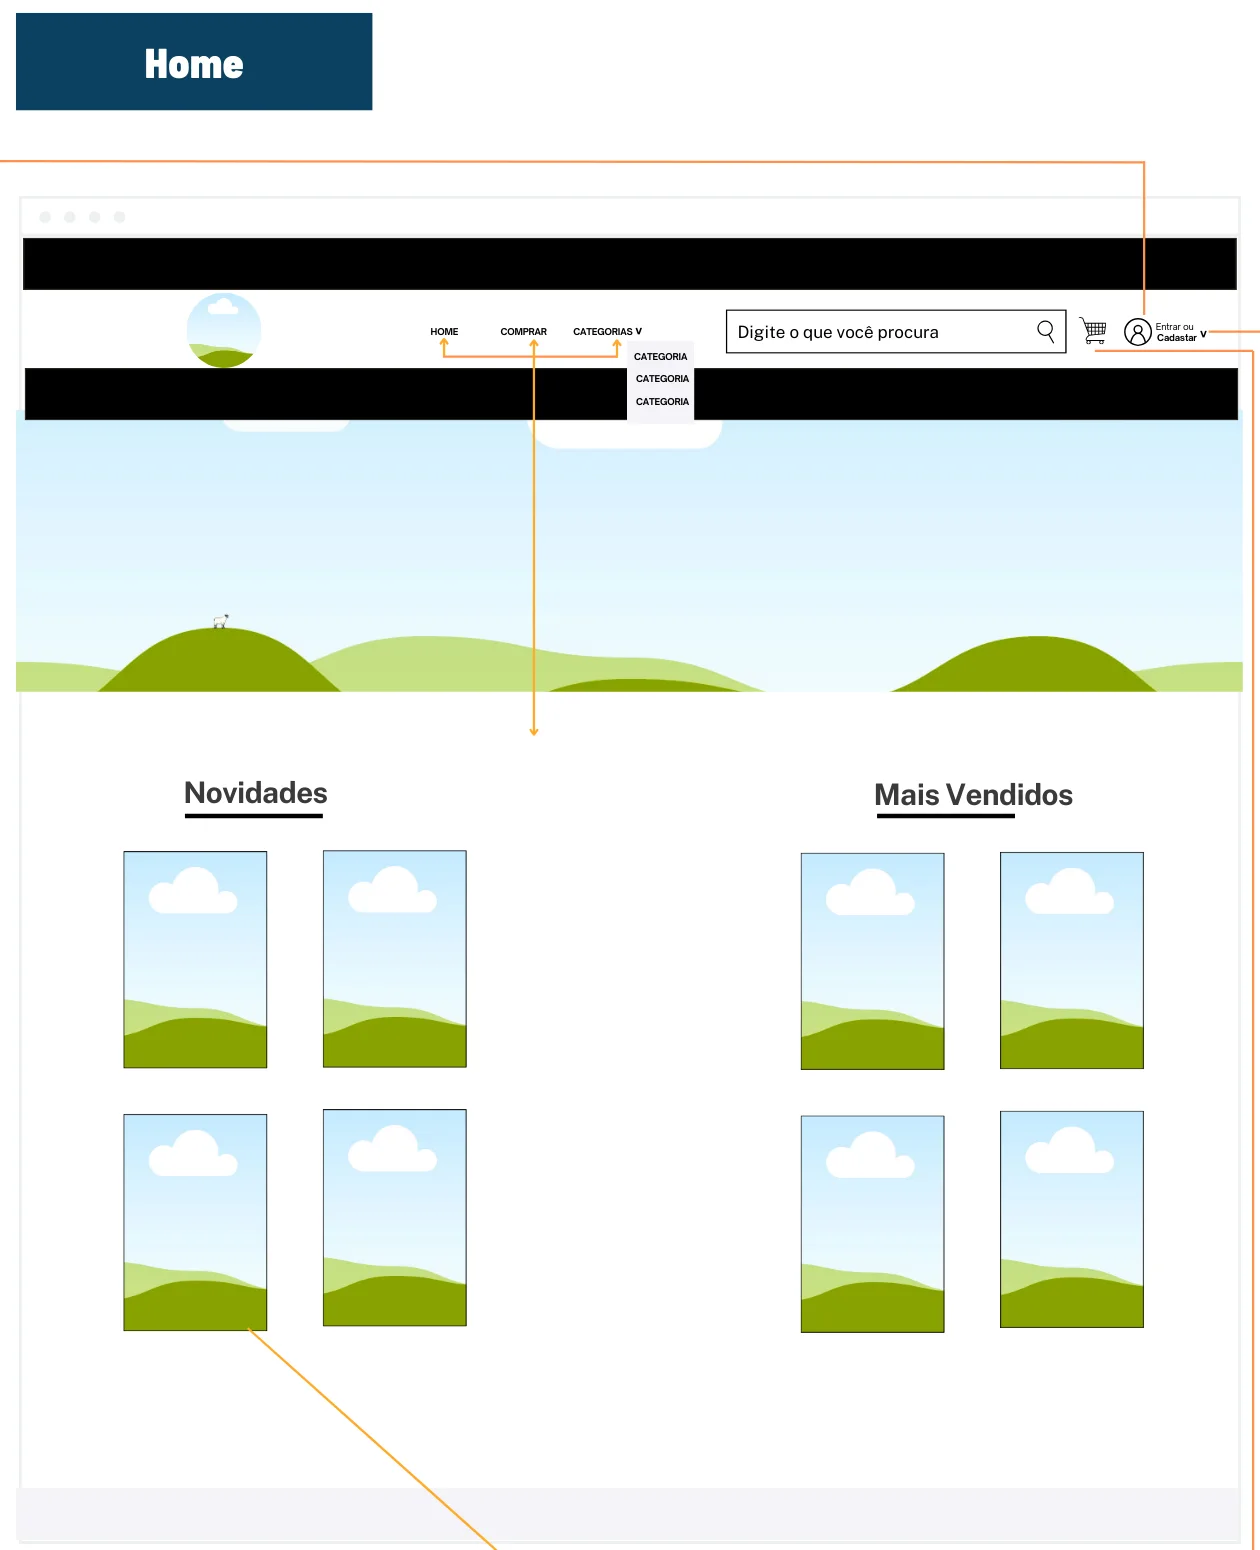 Home
HOME
COMPRAR
CATEGORIAS v
Digite o que você procura
Entrar ou
Cadastar v
CATEGORIA
CATEGORIA
CATEGORIA
Novidades
Mais Vendidos